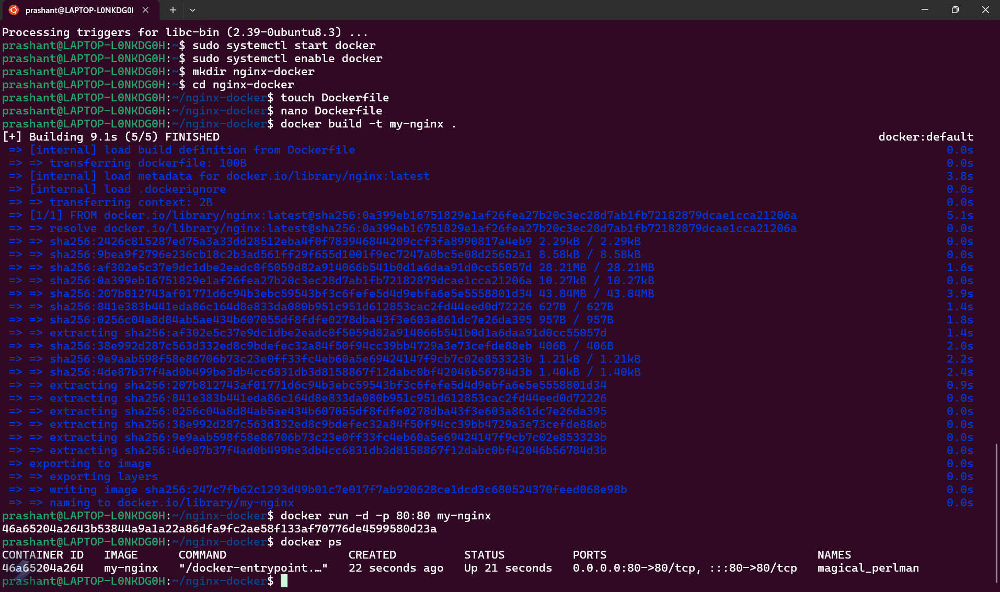 prashant@LAPTOP-L0NKDG0H
Processing triggers for libc-bin (2.39-0ubuntu8.3) ...
prashant@LAPTOP-L0NKDG0H:~$ sudo systemctl start docker
prashant@LAPTOP-L0NKDG0H:~$ sudo systemctl enable docker
prashant@LAPTOP-L0NKDG0H:~$ mkdir nginx-docker
prashant@LAPTOP-L0NKDG0H:~$ cd nginx-docker
prashant@LAPTOP-L0NKDG0H:~/nginx-docker$ touch Dockerfile
prashant@LAPTOP-L0NKDG0H:~/nginx-docker$ nano Dockerfile
prashant@LAPTOP-L0NKDG0H:~/nginx-docker$ docker build -t my-nginx .
[+] Building 9.1s (5/5) FINISHED docker:default
=> [internal] load build definition from Dockerfile 0.0s
=> => transferring dockerfile: 100B 0.0s
=> [internal] load metadata for docker.io/library/nginx:latest 3.8s
=> [internal] load .dockerignore 0.0s
=> => transferring context: 2B 0.0s
=> [1/1] FROM docker.io/library/nginx:latest@sha256:0a399eb16751829e1af26fea27b20c3ec28d7ab1fb72182879dcae1cca21206a 5.1s
=> => resolve docker.io/library/nginx:latest@sha256:0a399eb16751829e1af26fea27b20c3ec28d7ab1fb72182879dcae1cca21206a 0.0s
=> => sha256:2426c815287ed75a3a33dd28512eba4f0f783946844209ccf3fa8990817a4eb9 2.29kB / 2.29kB 0.0s
=> => sha256:9bea9f2796e236cb18c2b3ad561ff29f655d1001f9ec7247a0bc5e08d25652a1 8.58kB / 8.58kB 0.0s
=> => sha256:af302e5c37e9dc1dbe2eadc8f5059d82a914066b541b0d1a6daa91d0cc55057d 28.21MB / 28.21MB 1.6s
=> => sha256:0a399eb16751829e1af26fea27b20c3ec28d7ab1fb72182879dcae1cca21206a 10.27kB / 10.27kB 0.0s
=> => sha256:207b812743af01771d6c94b3ebc59543bf3c6fefe5d4d9ebfa6e5e5558801d34 43.84MB / 43.84MB 3.9s
=> => sha256:841e383b441eda86c164d8e833da080b951c951d612853cac2fd44eed0d72226 627B / 627B 1.4s
=> => sha256:0256c04a8d84ab5ae434b607055df8fdfe0278dba43f3e603a861dc7e26da395 957B / 957B 1.8s
=> => extracting sha256:af302e5c37e9dc1dbe2eadc8f5059d82a914066b541b0d1a6daa91d0cc55057d 1.4s
=> => sha256:38e992d287c563d332ed8c9bdefec32a84f50f94cc39bb4729a3e73cefde88eb 406B / 406B 2.0s
=> => sha256:9e9aab598f58e86706b73c23e0ff33fc4eb60a5e69424147f9cb7c02e853323b 1.21kB / 1.21kB 2.2s
=> => sha256:4de87b37f4ad0b499be3db4cc6831db3d8158867f12dabc0bf42046b56784d3b 1.40kB / 1.40kB 2.4s
=> => extracting sha256:207b812743af01771d6c94b3ebc59543bf3c6fefe5d4d9ebfa6e5e5558801d34 0.9s
=> => extracting sha256:841e383b441eda86c164d8e833da080b951c951d612853cac2fd44eed0d72226 0.0s
=> => extracting sha256:0256c04a8d84ab5ae434b607055df8fdfe0278dba43f3e603a861dc7e26da395 0.0s
=> => extracting sha256:38e992d287c563d332ed8c9bdefec32a84f50f94cc39bb4729a3e73cefde88eb 0.0s
=> => extracting sha256:9e9aab598f58e86706b73c23e0ff33fc4eb60a5e69424147f9cb7c02e853323b 0.0s
=> => extracting sha256:4de87b37f4ad0b499be3db4cc6831db3d8158867f12dabc0bf42046b56784d3b 0.0s
=> exporting to image 0.0s
=> => exporting layers 0.0s
=> => writing image sha256:247c7fb62c1293d49b01c7e017f7ab920628ce1dcd3c680524370feed068e98b 0.0s
=> => naming to docker.io/library/my-nginx 0.0s
prashant@LAPTOP-L0NKDG0H:~/nginx-docker$ docker run -d -p 80:80 my-nginx
46a65204a2643b53844a9a1a22a86dfa9fc2ae58f133af70776de4599580d23a
prashant@LAPTOP-L0NKDG0H:~/nginx-docker$ docker ps
CONTAINER ID IMAGE COMMAND CREATED STATUS PORTS NAMES
46a65204a264 my-nginx "/docker-entrypoint.…" 22 seconds ago Up 21 seconds 0.0.0.0:80->80/tcp, :::80->80/tcp magical_perlman
prashant@LAPTOP-L0NKDG0H:~/nginx-docker$